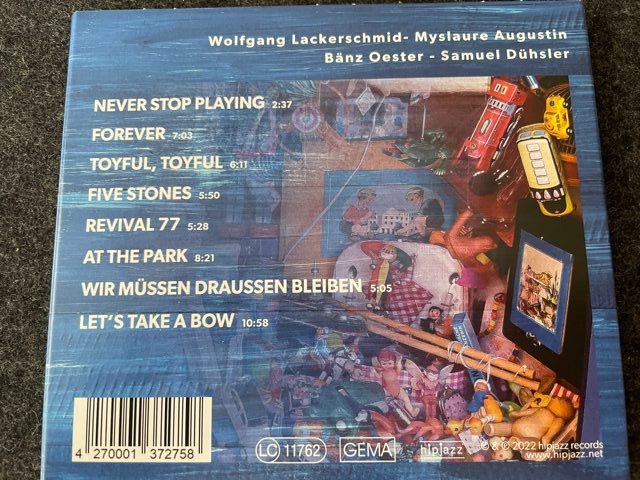 Wolfgang Lackerschmid- Myslaure Augustin
Bänz Oester - Samuel Dühsler
NEVER STOP PLAYING 2:37
FOREVER 7:03
TOYFUL, TOYFUL 6:11
FIVE STONES 5:50
REVIVAL 77 5:28
AT THE PARK 8:21
WIR MÜSSEN DRAUSSEN BLEIBEN 5:05
LET'S TAKE A BOW 10:58
4 270001 372758
LC 11762
GEMA
hipjazz
℗ & © 2022 hipjazz records
www.hipjazz.net